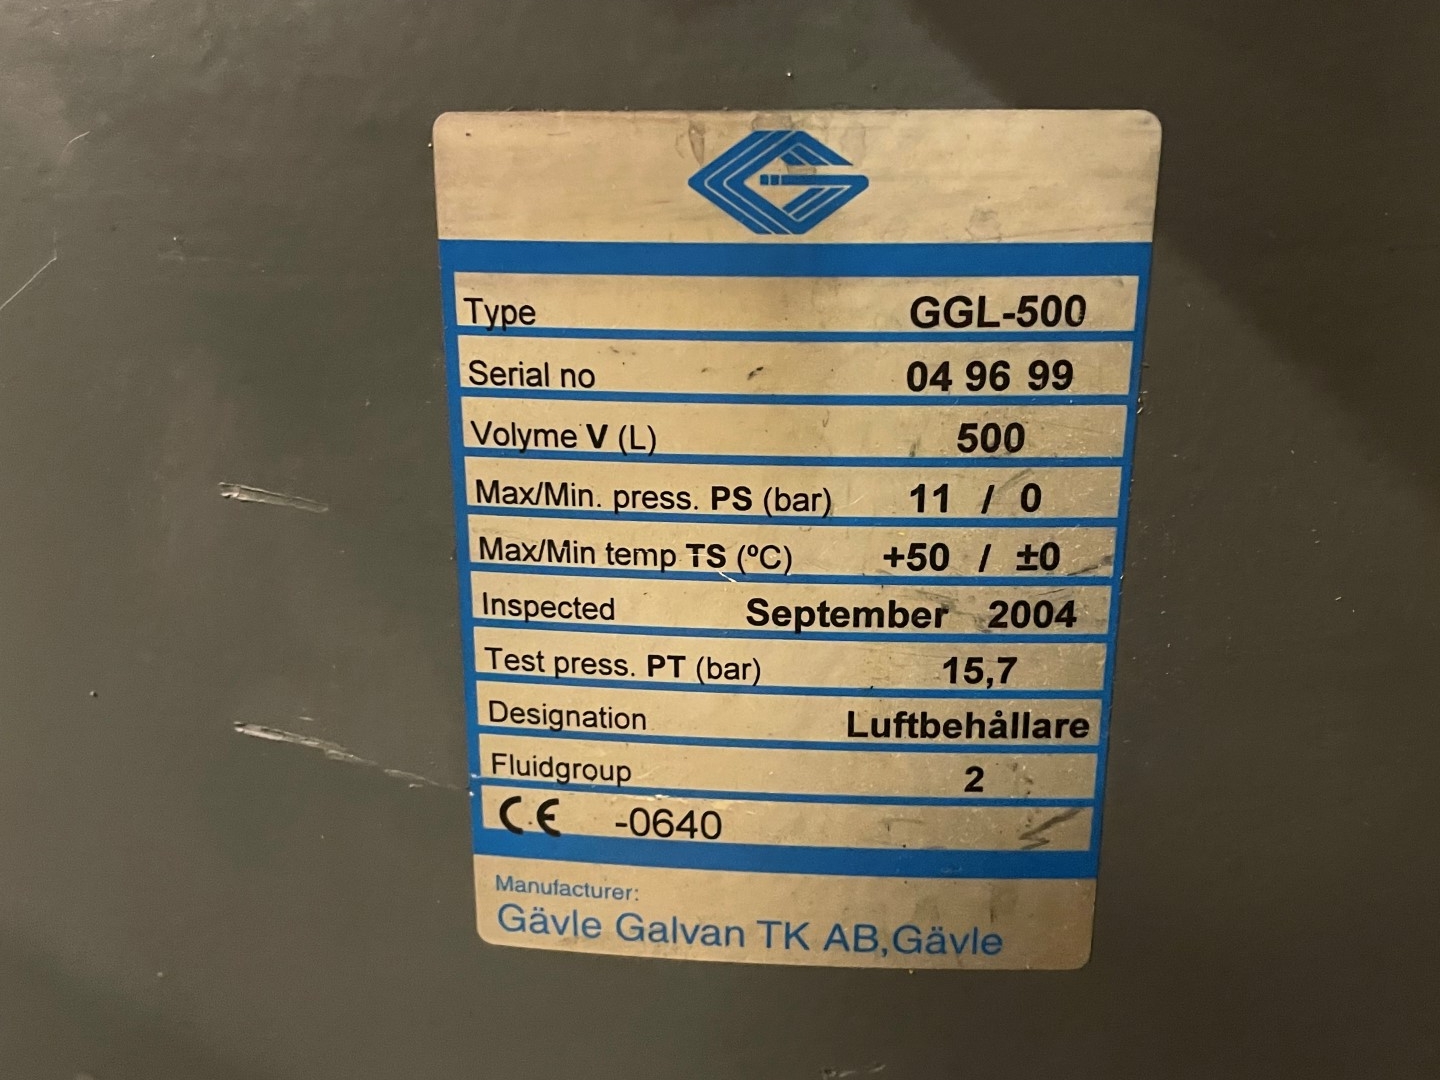 Type GGL-500
Serial no 04 96 99
Volyme V (L) 500
Max/Min. press. PS (bar) 11 / 0
Max/Min temp TS (ºC) +50 / ±0
Inspected September 2004
Test press. PT (bar) 15,7
Designation Luftbehållare
Fluidgroup 2
CE -0640
Manufacturer:
Gävle Galvan TK AB,Gävle